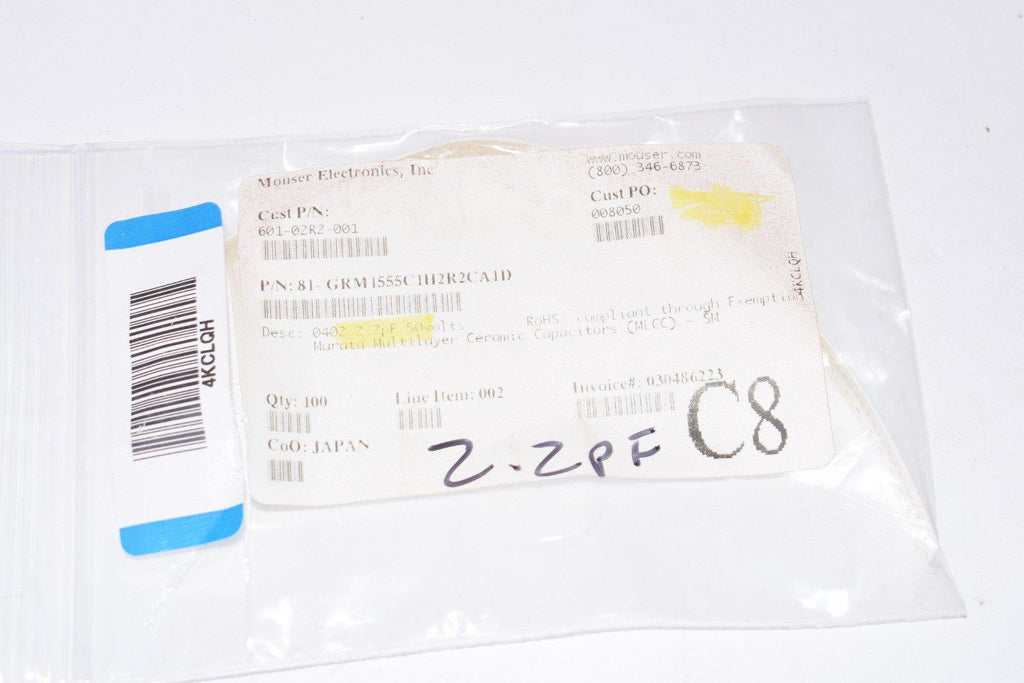 Mouser Electronics, Inc
www.mouser.com
(800) 346-6873
Cust P/N:
601-02R2-001
Cust PO:
008050
P/N: 81- GRM1555C1H2R2CA1D
Desc: 0402 2.2pF 50volts RoHS: compliant through Exemptio
Murata Multilayer Ceramic Capacitors (MLCC) - SM
Qty: 100
Line Item: 002
Invoice#: 030486223
CoO: JAPAN
C8
2.2PF
4KCLQH
4KCLQH